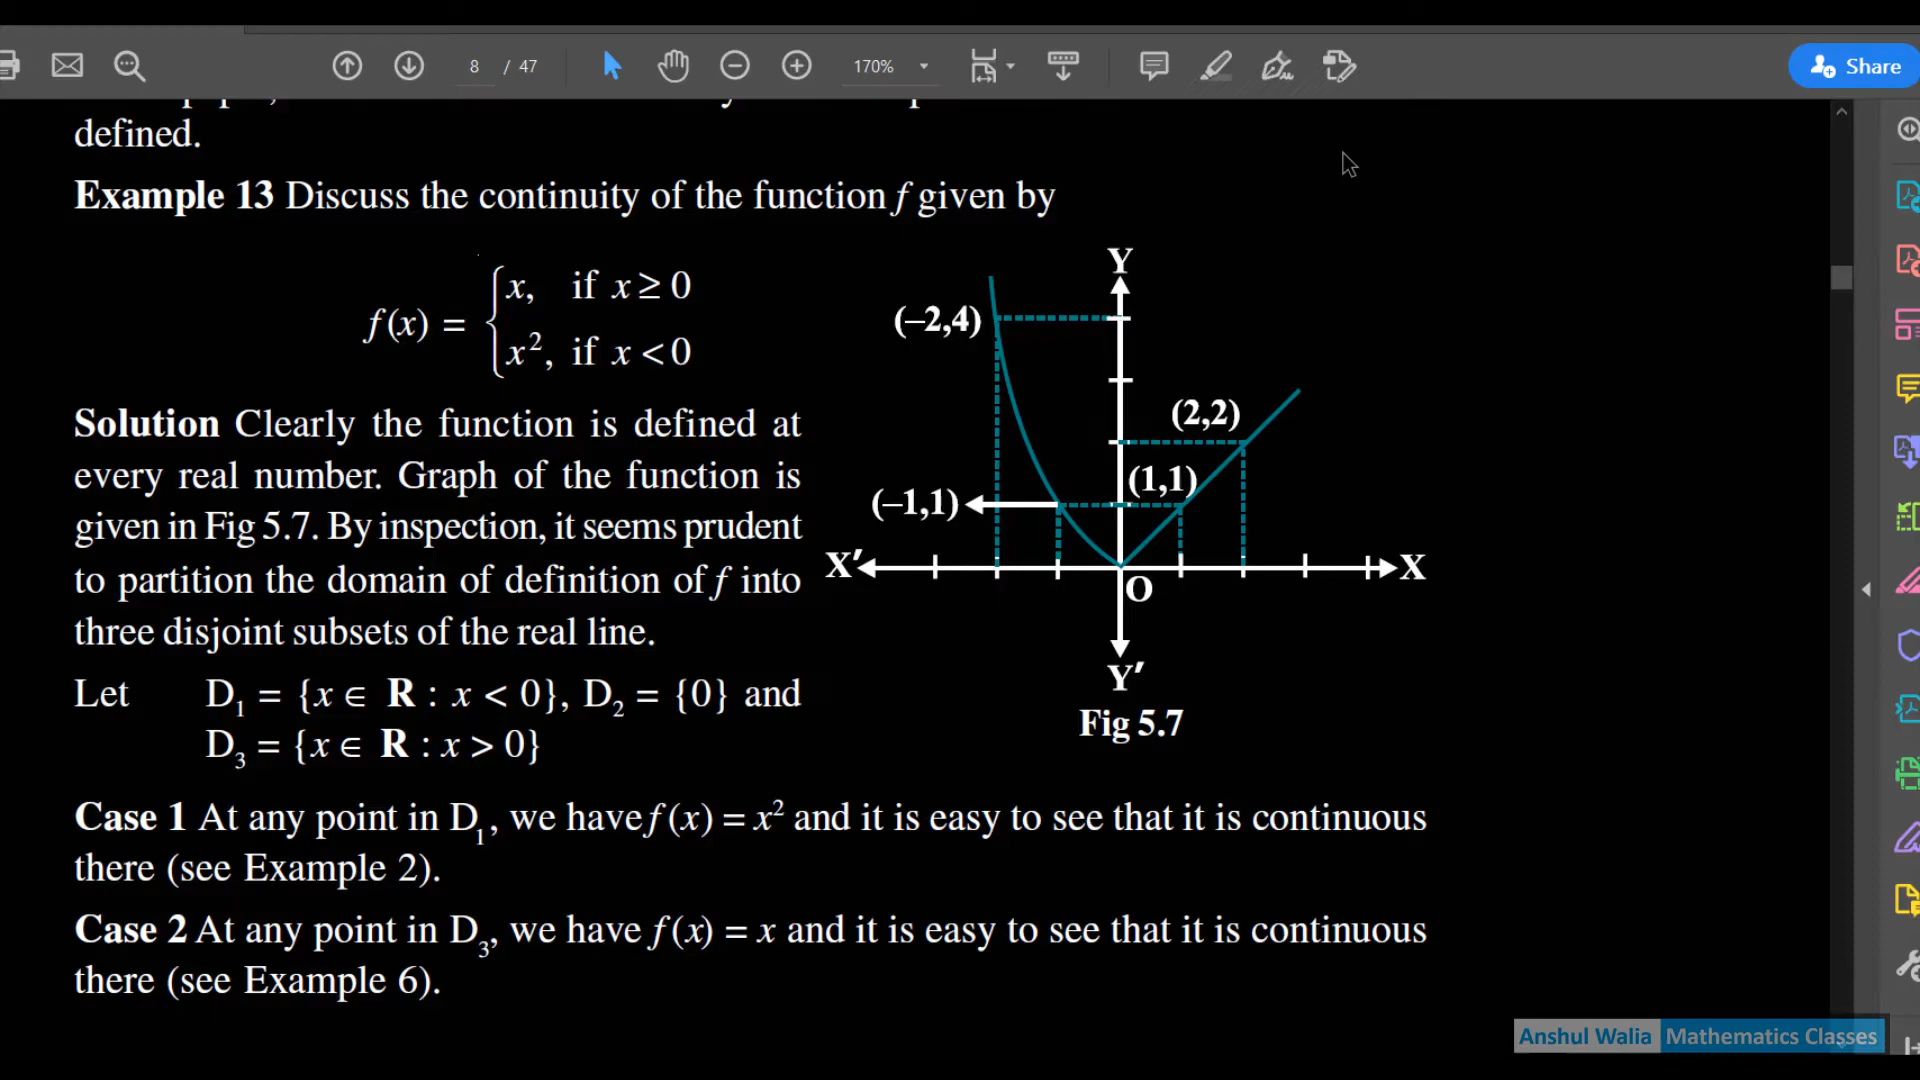 8 / 47
170%
Share
defined.
Example 13 Discuss the continuity of the function f given by
f(x) = { x, if x ≥ 0
x², if x < 0
Solution Clearly the function is defined at
every real number. Graph of the function is
given in Fig 5.7. By inspection, it seems prudent
to partition the domain of definition of f into
three disjoint subsets of the real line.
Let D₁ = {x ∈ R : x < 0}, D₂ = {0} and
D₃ = {x ∈ R : x > 0}
Y
(–2,4)
(2,2)
(1,1)
(–1,1)
X′
X
O
Y′
Fig 5.7
Case 1 At any point in D₁, we have f (x) = x² and it is easy to see that it is continuous
there (see Example 2).
Case 2 At any point in D₃, we have f (x) = x and it is easy to see that it is continuous
there (see Example 6).
Anshul Walia Mathematics Classes